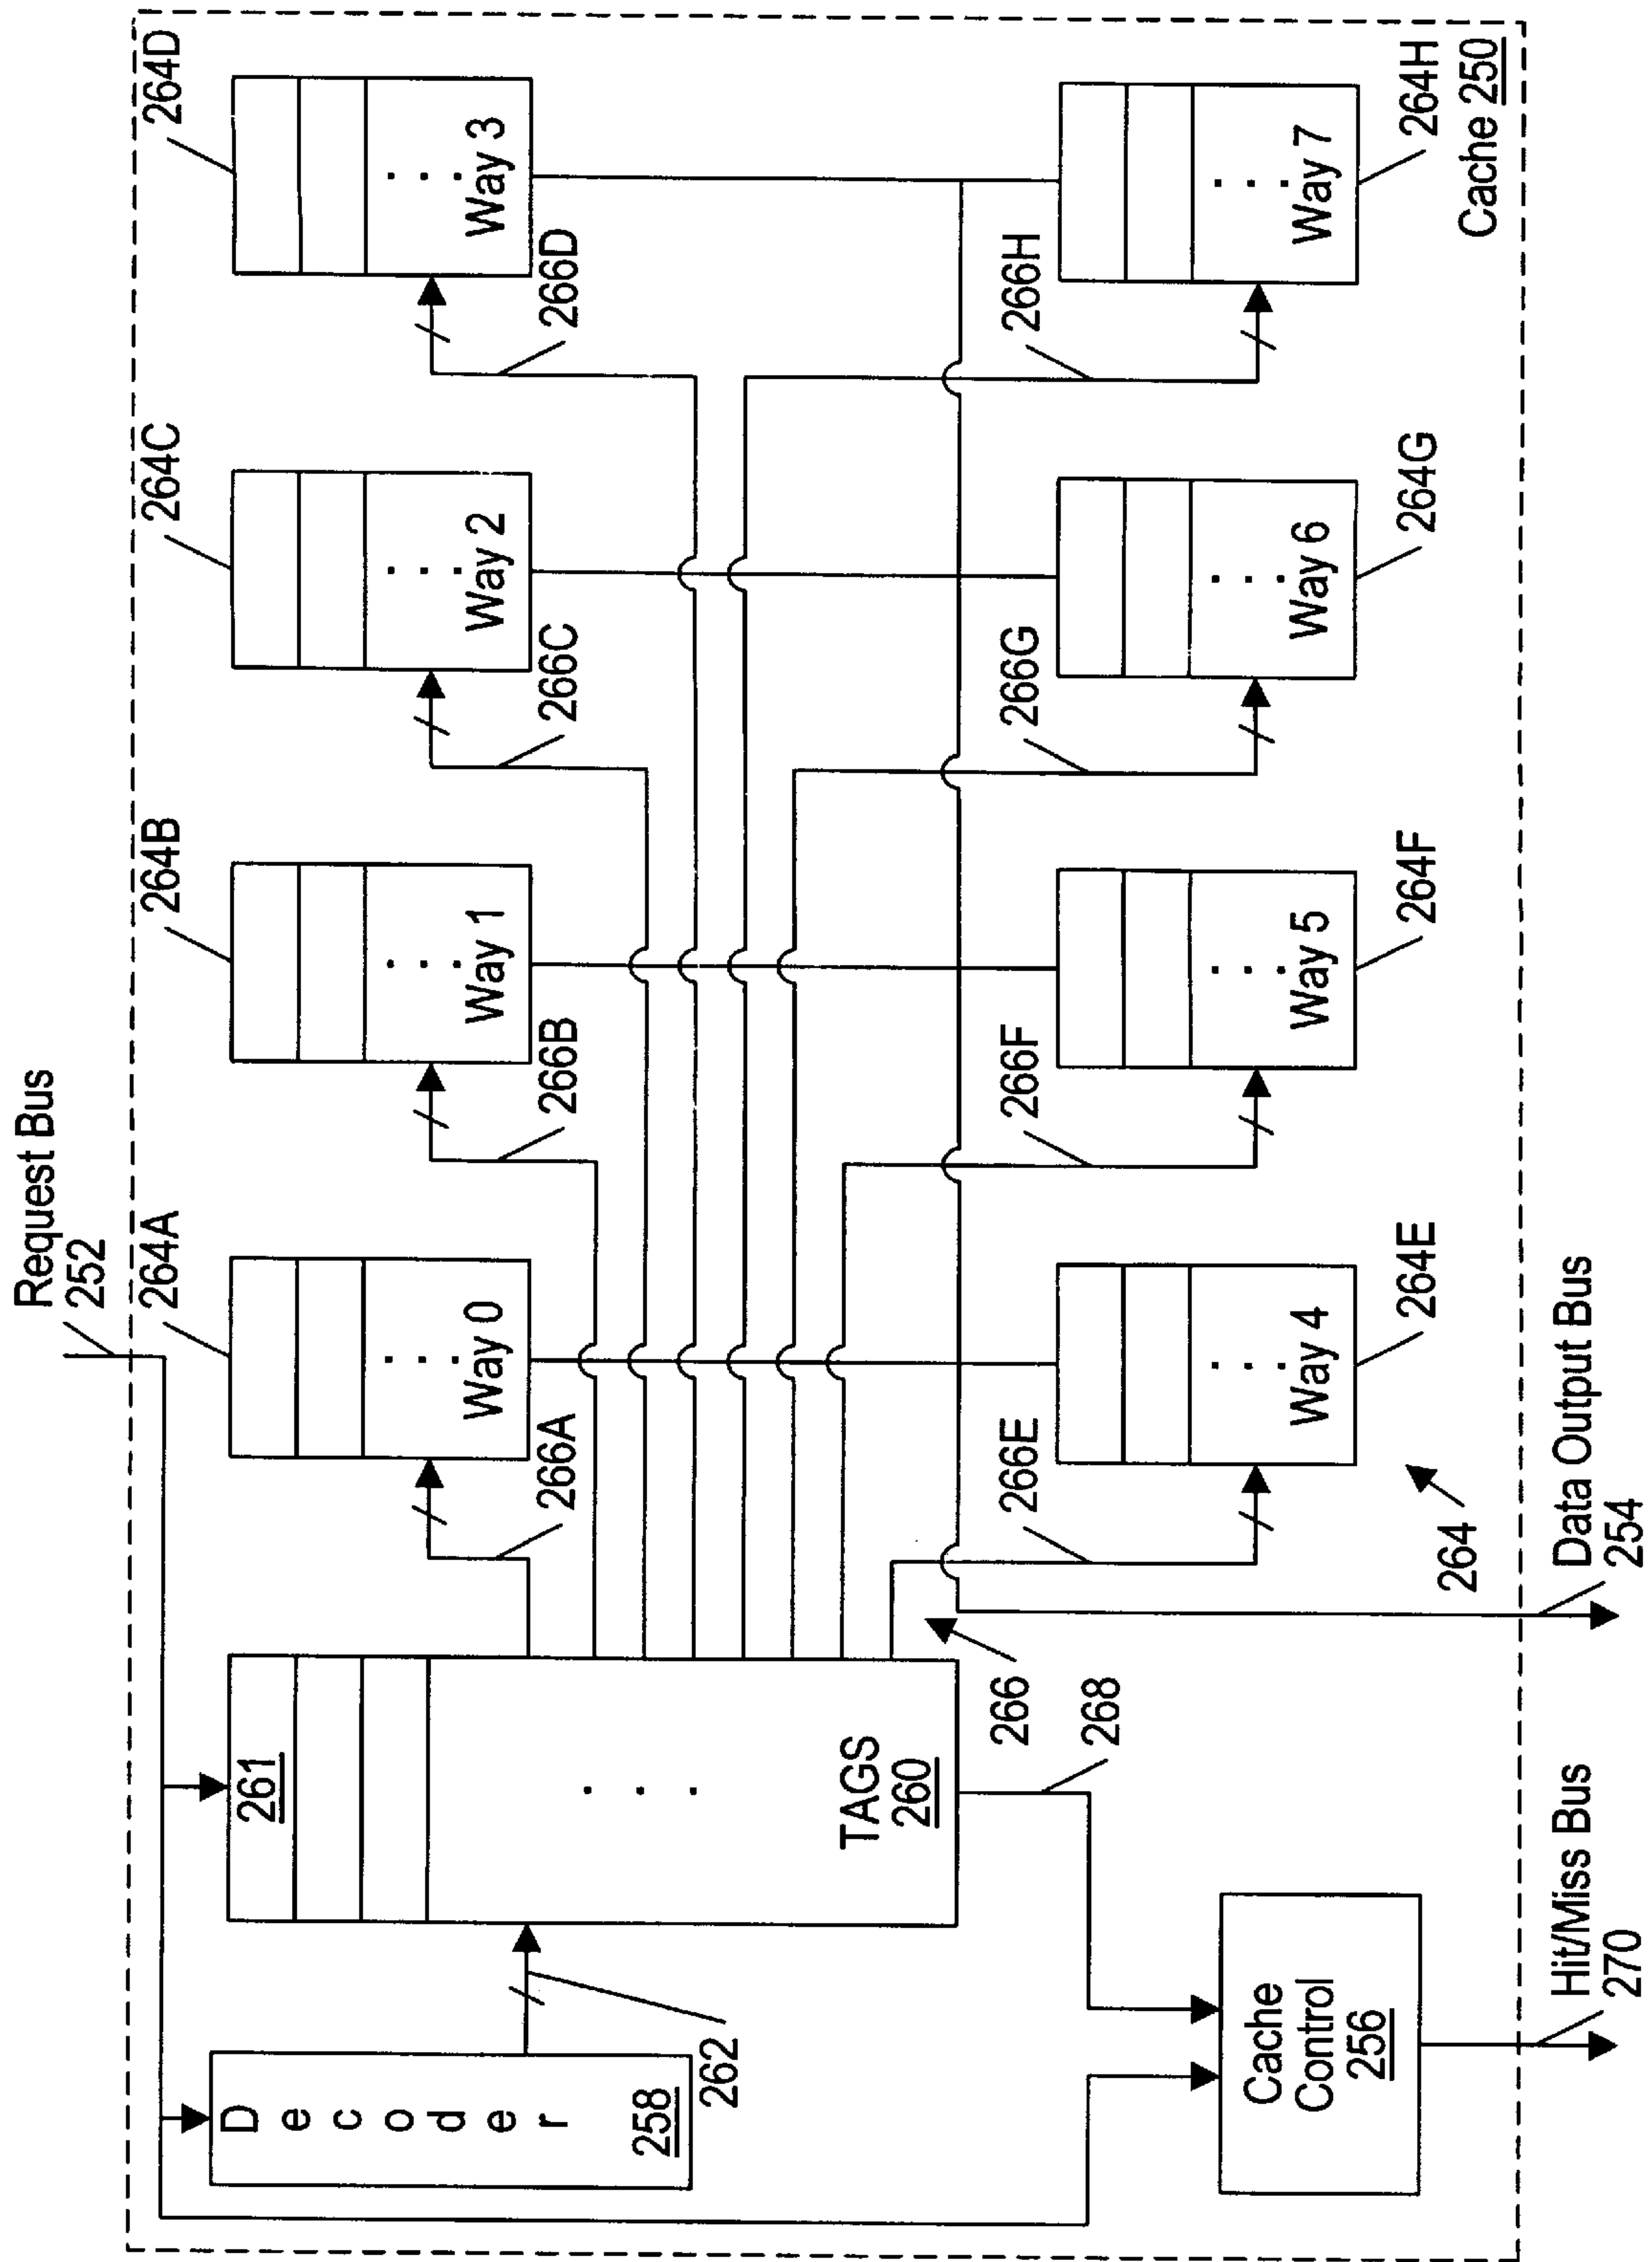 Request Bus
252
264A
264B
264C
264D
Decoder
258
262
261
TAGS
260
Way 0
Way 1
Way 2
Way 3
266A
266B
266C
266D
266E
266F
266G
266H
266
268
Way 4
Way 5
Way 6
Way 7
264E
264F
264G
264H
264
Cache Control
256
Cache 250
Hit/Miss Bus
270
Data Output Bus
254